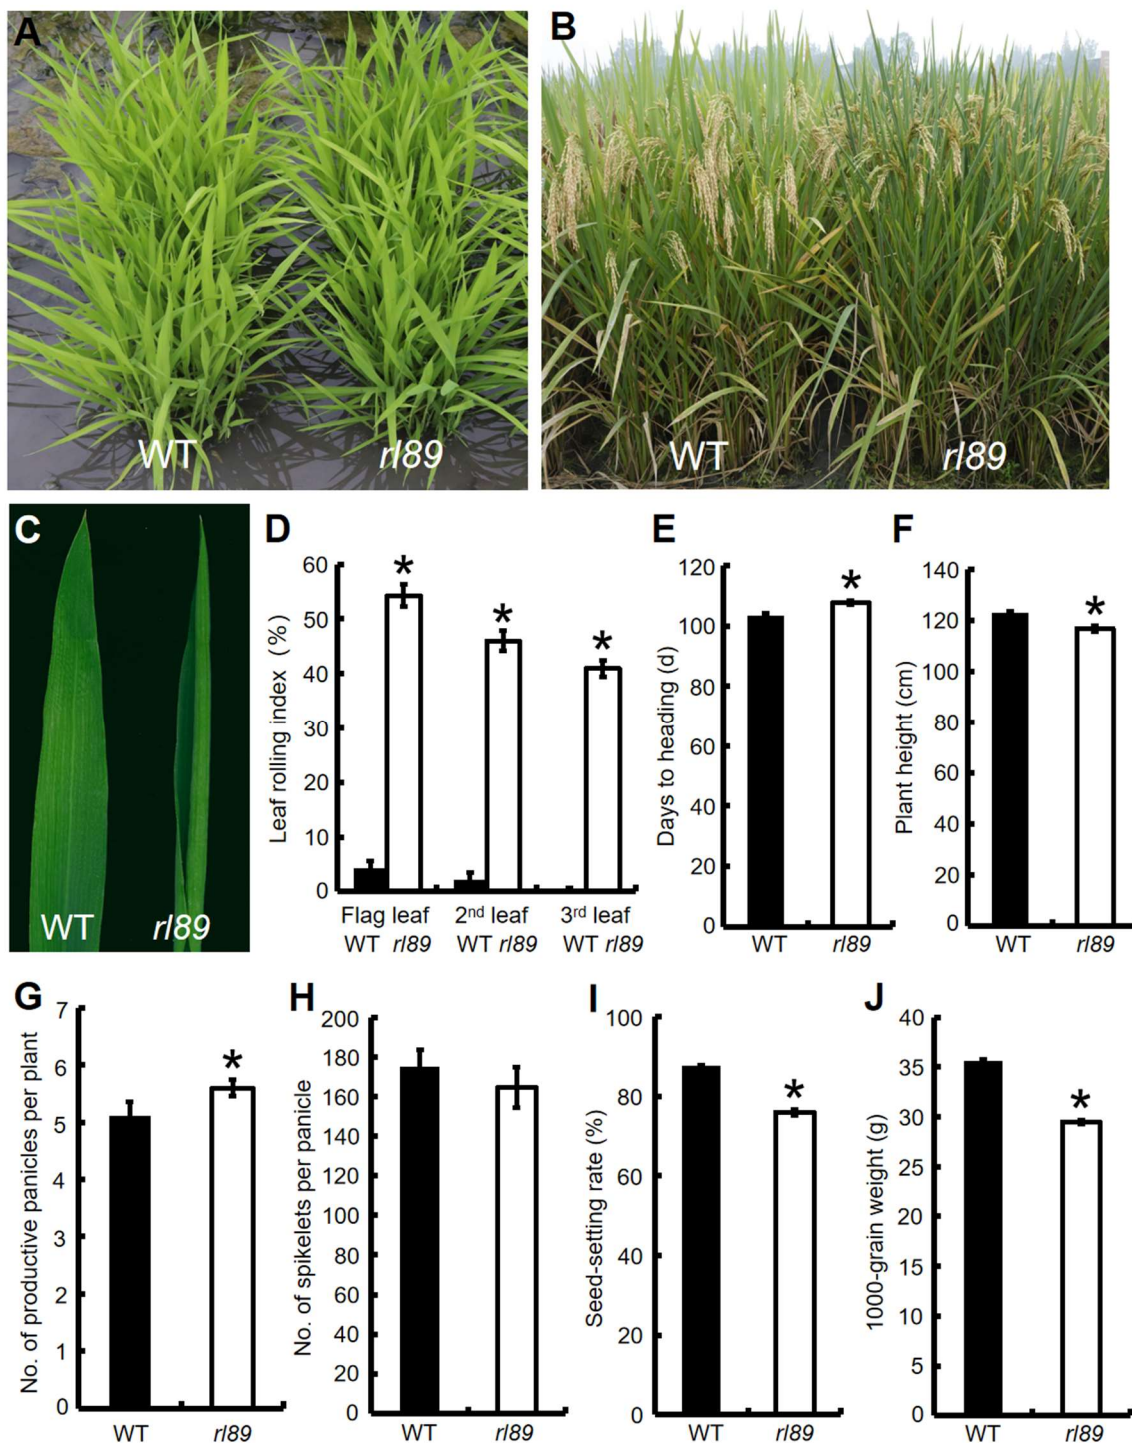 A
B
WT
rl89
WT
rl89
C
WT
rl89
D
Leaf rolling index (%)
60
50
40
30
20
10
0
*
*
*
Flag leaf
2nd leaf
3rd leaf
WT rl89
WT rl89
WT rl89
E
Days to heading (d)
120
100
80
60
40
20
0
*
WT
rl89
F
Plant height (cm)
140
120
100
80
60
40
20
0
*
WT
rl89
G
No. of productive panicles per plant
7
6
5
4
3
2
1
0
*
WT
rl89
H
No. of spikelets per panicle
200
180
160
140
120
100
80
60
40
20
0
WT
rl89
I
Seed-setting rate (%)
100
80
60
40
20
0
*
WT
rl89
J
1000-grain weight (g)
40
35
30
25
20
15
10
5
0
*
WT
rl89